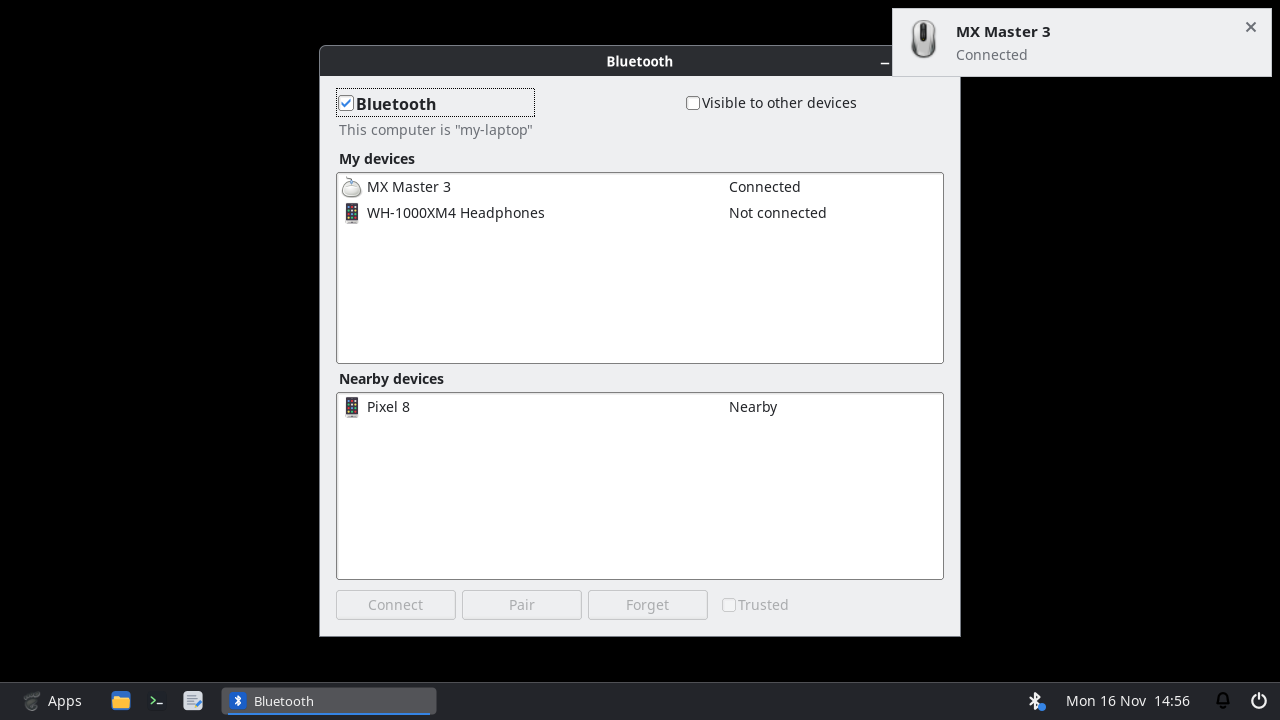 MX Master 3
Connected
Bluetooth
Bluetooth
Visible to other devices
This computer is "my-laptop"
My devices
MX Master 3 Connected
WH-1000XM4 Headphones Not connected
Nearby devices
Pixel 8 Nearby
Connect Pair Forget Trusted
Apps Bluetooth Mon 16 Nov 14:56